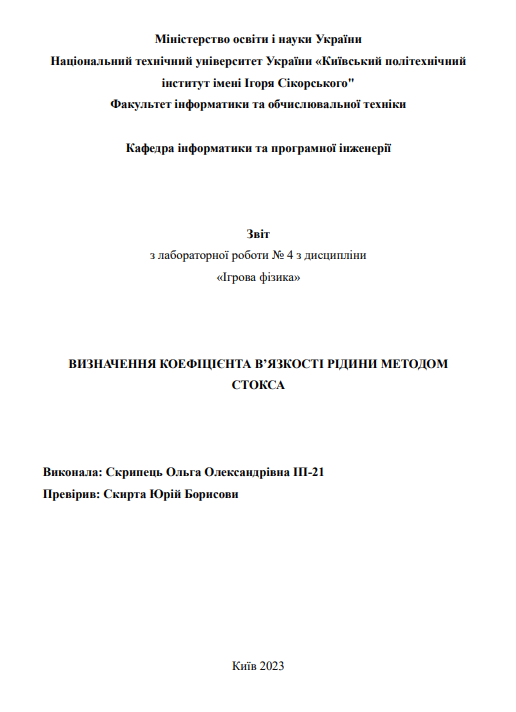 Міністерство освіти і науки України
Національний технічний університет України «Київський політехнічний
інститут імені Ігоря Сікорського"
Факультет інформатики та обчислювальної техніки
Кафедра інформатики та програмної інженерії
Звіт
з лабораторної роботи № 4 з дисципліни
«Ігрова фізика»
ВИЗНАЧЕННЯ КОЕФІЦІЄНТА В’ЯЗКОСТІ РІДИНИ МЕТОДОМ
СТОКСА
Виконала: Скрипець Ольга Олександрівна ІП-21
Превірив: Скирта Юрій Борисови
Київ 2023